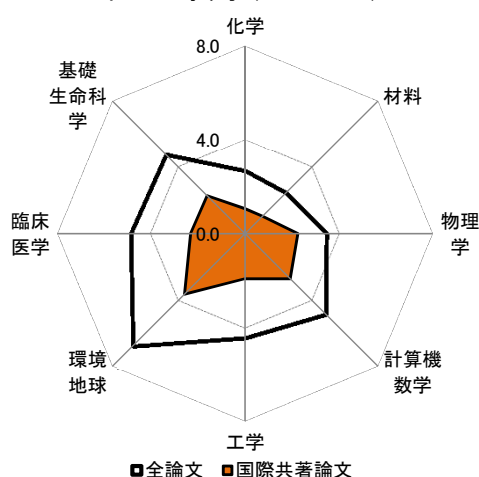 化学
8.0
基礎
生命科
学
材料
4.0
臨床
医学
0.0
物理
学
環境
地球
計算機
数学
工学
全論文 国際共著論文